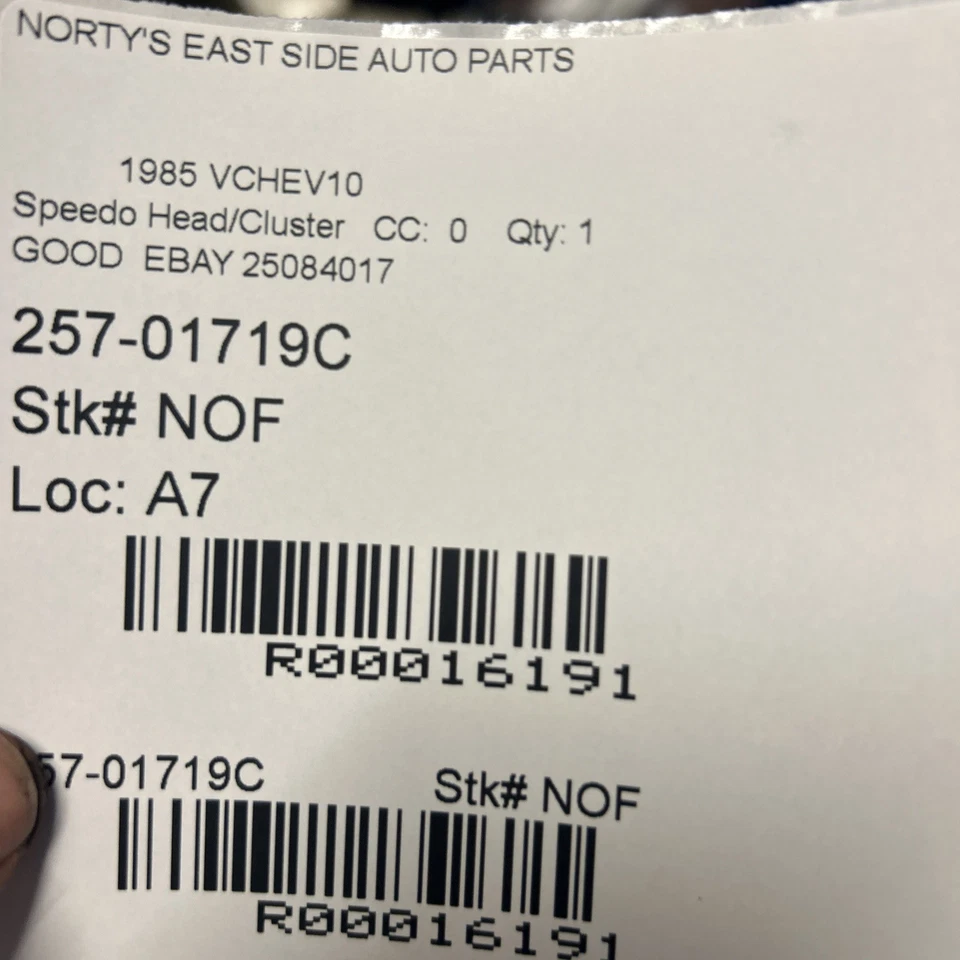 NORTY'S EAST SIDE AUTO PARTS
1985 VCHEV10
Speedo Head/Cluster CC: 0 Qty: 1
GOOD EBAY 25084017
257-01719C
Stk# NOF
Loc: A7
R00016191
57-01719C Stk# NOF
R00016191